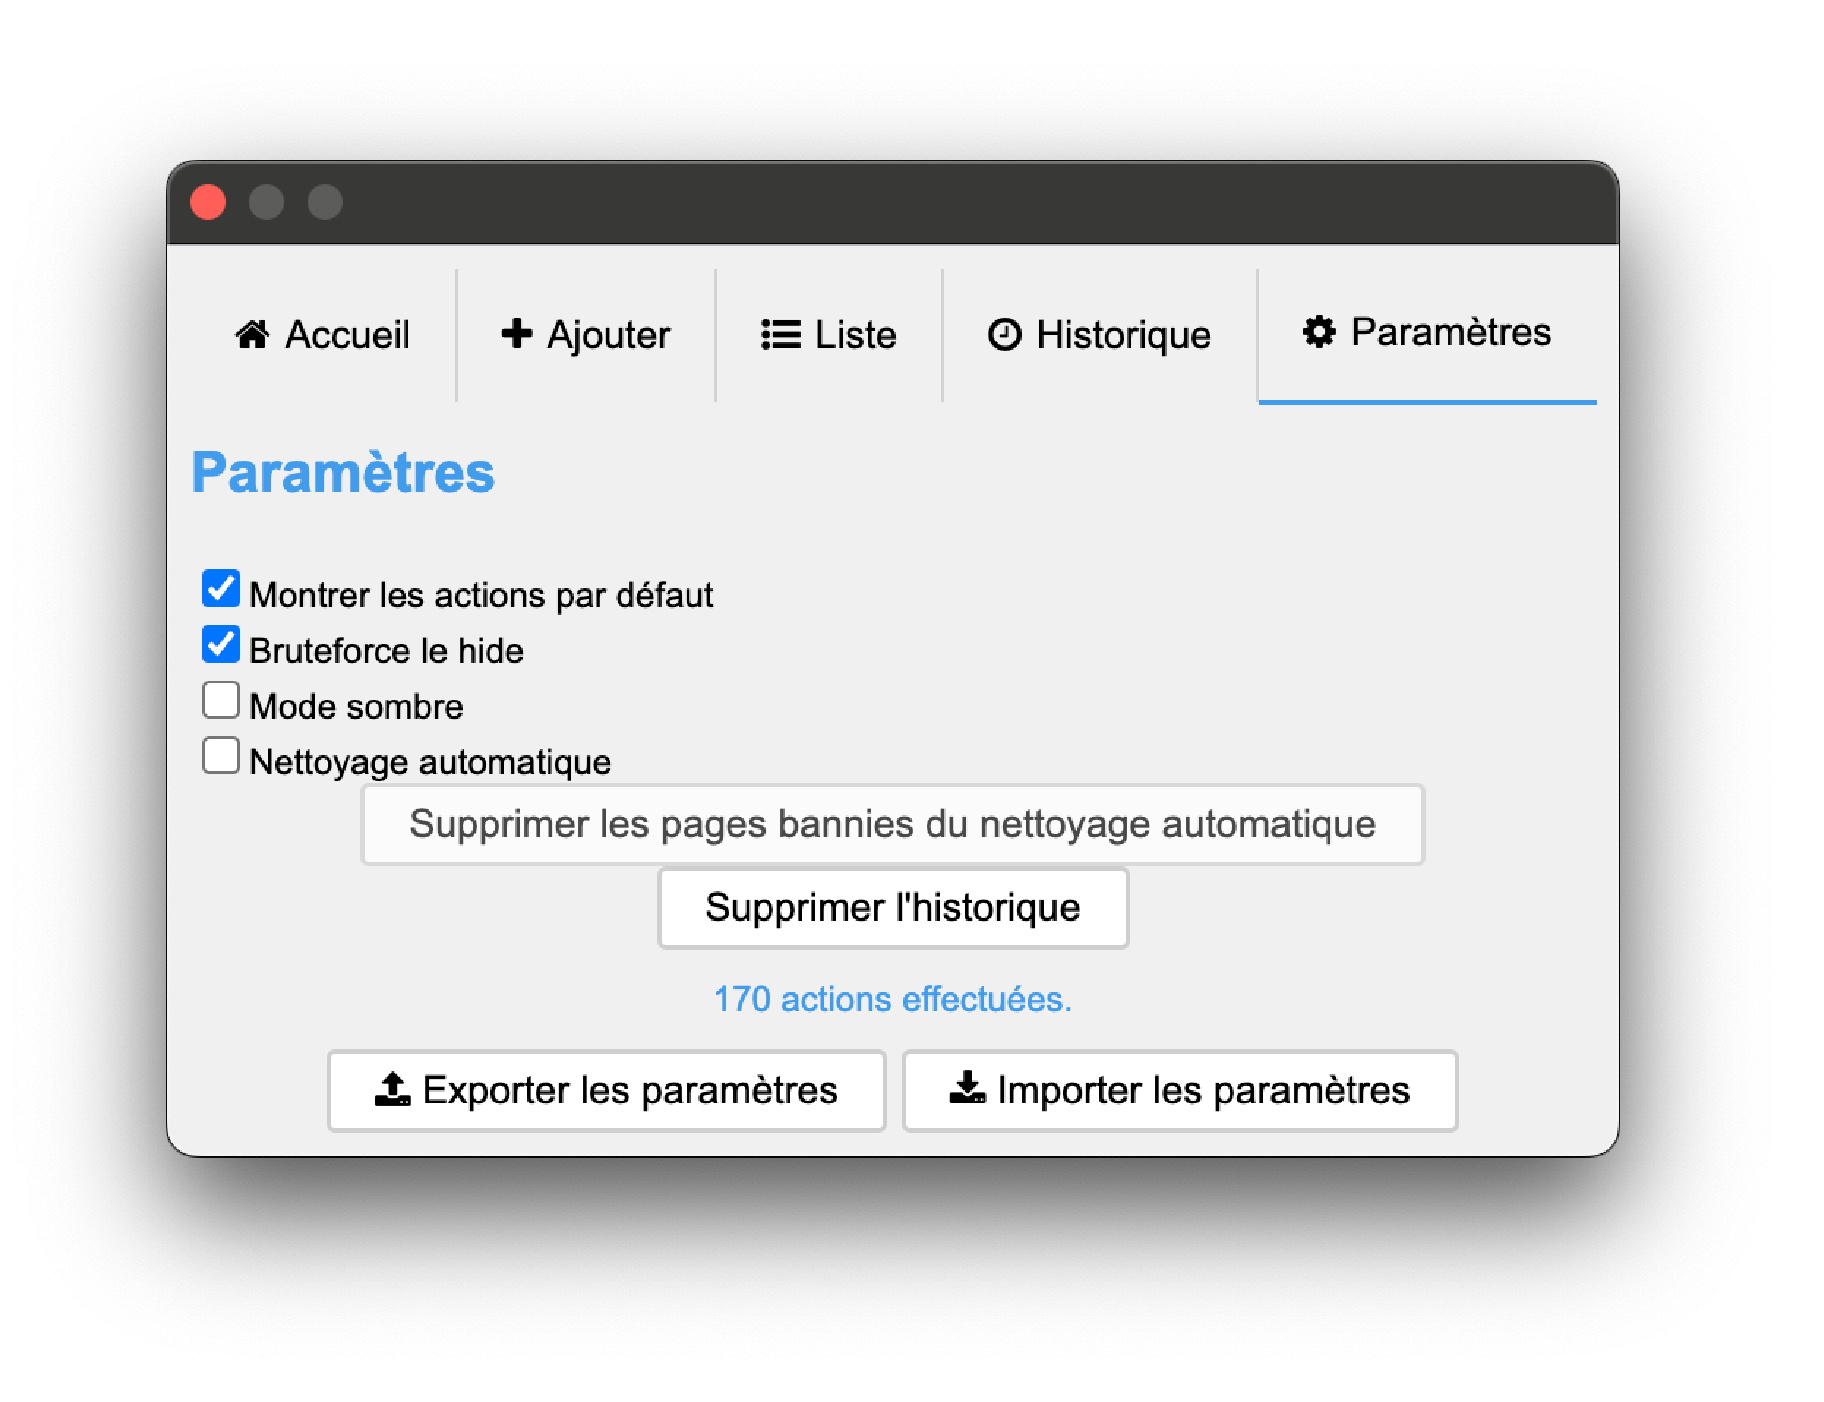 Accueil Ajouter Liste Historique Paramètres
Paramètres
Montrer les actions par défaut
Bruteforce le hide
Mode sombre
Nettoyage automatique
Supprimer les pages bannies du nettoyage automatique
Supprimer l'historique
170 actions effectuées.
Exporter les paramètres Importer les paramètres